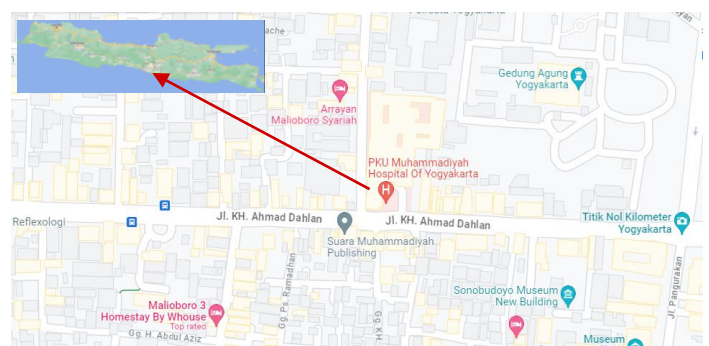 ache
Gedung Agung
Yogyakarta
Arrayan
Malioboro Syariah
PKU Muhammadiyah
Hospital Of Yogyakarta
H
Reflexologi
Jl. KH. Ahmad Dahlan
Jl. KH. Ahmad Dahlan
Titik Nol Kilometer
Yogyakarta
Suara Muhammadiyah
Publishing
Gg. Ps. Ramadhan
Jl. Pangurakan
Sonobudoyo Museum
New Building
Malioboro 3
Homestay By Whouse
Top rated
Gg. H. Abdul Aziz
Gg. KH
Museum